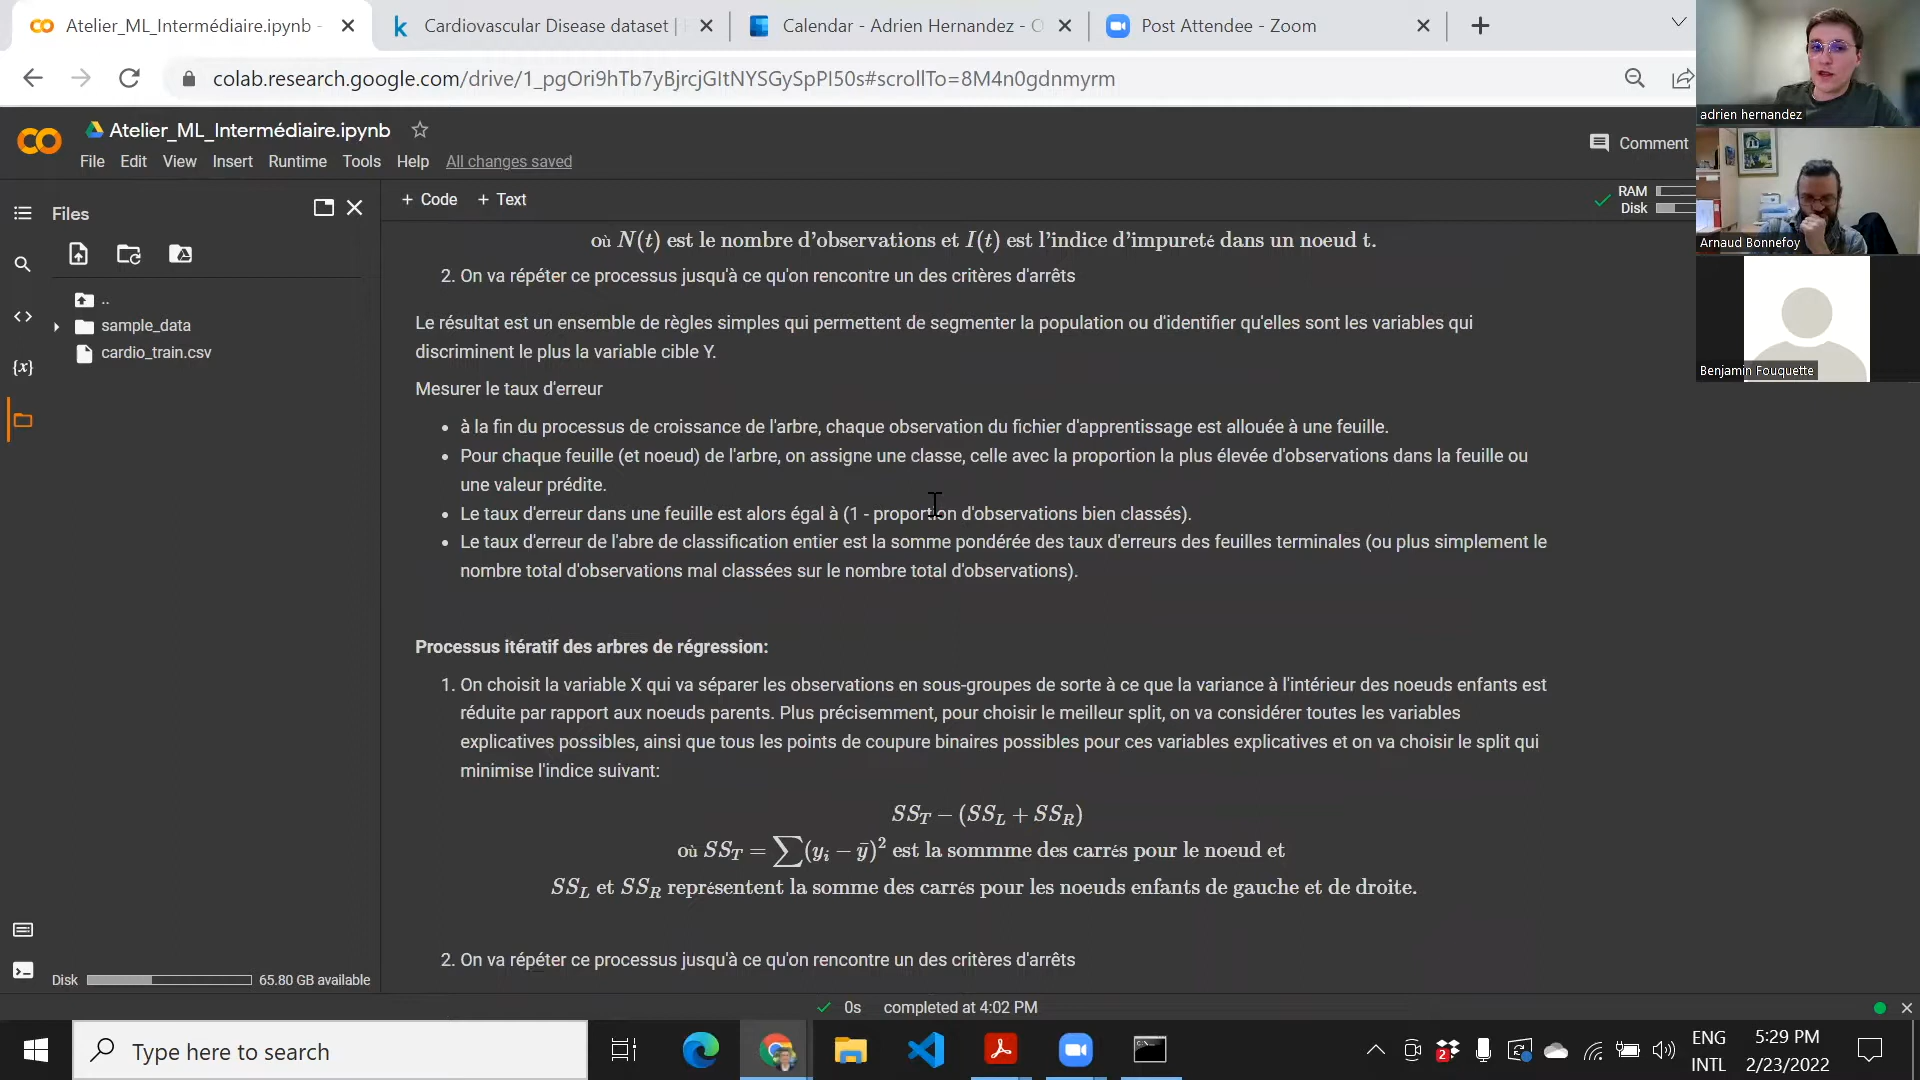 Atelier_ML_Intermédiaire.ipynb -
Cardiovascular Disease dataset |
Calendar - Adrien Hernandez - O
Post Attendee - Zoom
colab.research.google.com/drive/1_pgOri9hTb7yBjrcjGItNYSGySpPI50s#scrollTo=8M4n0gdnmyrm
Atelier_ML_Intermédiaire.ipynb
File Edit View Insert Runtime Tools Help All changes saved
Comment
Files
+ Code + Text
RAM
Disk
..
sample_data
cardio_train.csv
où N(t) est le nombre d'observations et I(t) est l'indice d'impureté dans un noeud t.
2. On va répéter ce processus jusqu'à ce qu'on rencontre un des critères d'arrêts
Le résultat est un ensemble de règles simples qui permettent de segmenter la population ou d'identifier qu'elles sont les variables qui
discriminent le plus la variable cible Y.
Mesurer le taux d'erreur
• à la fin du processus de croissance de l'arbre, chaque observation du fichier d'apprentissage est allouée à une feuille.
• Pour chaque feuille (et noeud) de l'arbre, on assigne une classe, celle avec la proportion la plus élevée d'observations dans la feuille ou
une valeur prédite.
• Le taux d'erreur dans une feuille est alors égal à (1 - proportion d'observations bien classés).
• Le taux d'erreur de l'abre de classification entier est la somme pondérée des taux d'erreurs des feuilles terminales (ou plus simplement le
nombre total d'observations mal classées sur le nombre total d'observations).
Processus itératif des arbres de régression:
1. On choisit la variable X qui va séparer les observations en sous-groupes de sorte à ce que la variance à l'intérieur des noeuds enfants est
réduite par rapport aux noeuds parents. Plus précisemment, pour choisir le meilleur split, on va considérer toutes les variables
explicatives possibles, ainsi que tous les points de coupure binaires possibles pour ces variables explicatives et on va choisir le split qui
minimise l'indice suivant:
SS_T − (SS_L + SS_R)
où SS_T = ∑(y_i − ȳ)² est la sommme des carrés pour le noeud et
SS_L et SS_R représentent la somme des carrés pour les noeuds enfants de gauche et de droite.
2. On va répéter ce processus jusqu'à ce qu'on rencontre un des critères d'arrêts
Disk 65.80 GB available
0s completed at 4:02 PM
adrien hernandez
Arnaud Bonnefoy
Benjamin Fouquette
Type here to search
2
ENG
INTL
5:29 PM
2/23/2022